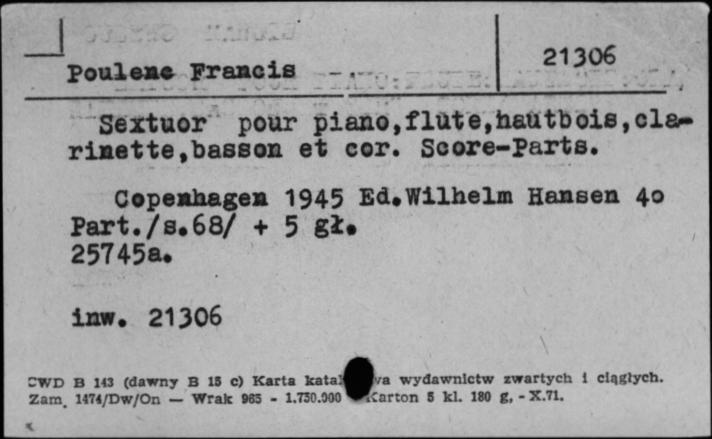 21306
Poulenc Francis
Sextuor pour piano,flute,hautbois,cla-
rinette,basson et cor. Score-Parts.
Copenhagen 1945 Ed.Wilhelm Hansen 4o
Part./s.68/ + 5 gł.
25745a.
inw. 21306
CWD B 143 (dawny B 15 c) Karta wydawnictw zwartych i ciągłych.
Zam. 1474/Dw/On — Wrak 965 - 1.750.000 Karton 5 kl. 180 g, - X.71.